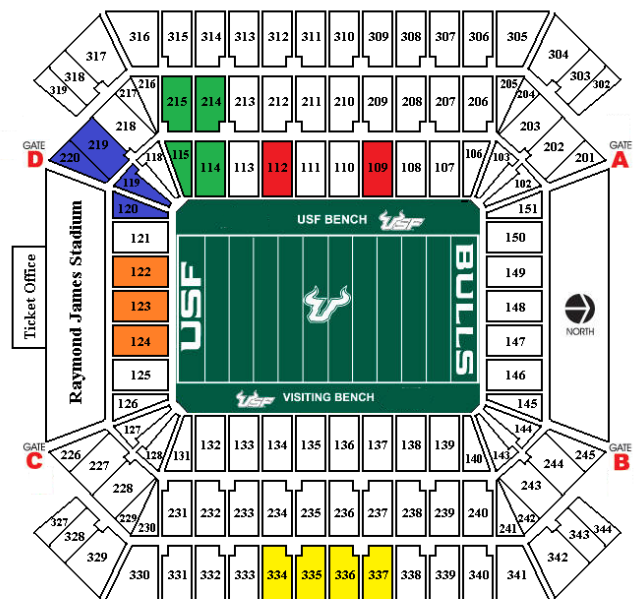 316 315 314 313 312 311 310 309 308 307 306 305
317 304
318 303
319 302
216 215 214 213 212 211 210 209 208 207 206 205
217 204
218 203
219 202
220 201
GATE
D
GATE
A
118 115 114 113 112 111 110 109 108 107 106 103
119 102
120 151
USF BENCH USF
121 150
122 149
123 148
124 147
125 146
126 145
Ticket Office
Raymond James Stadium
USF
BULLS
NORTH
USF VISITING BENCH
127 144
128 131 132 133 134 135 136 137 138 139 140 143
GATE
C
GATE
B
226 245
227 244
228 243
229 242
230 231 232 233 234 235 236 237 238 239 240 241
327 344
328 343
329 342
330 331 332 333 334 335 336 337 338 339 340 341